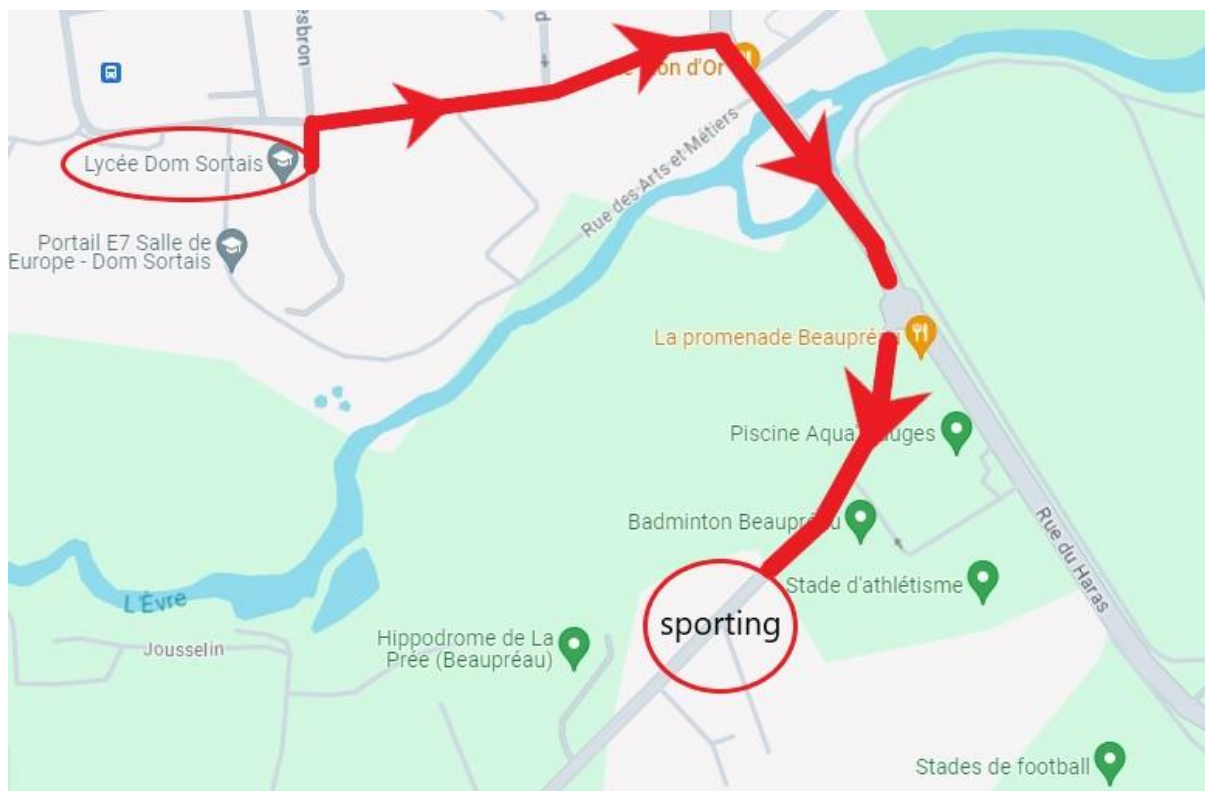 esbron
p
on d'Or
Lycée Dom Sortais
Rue des Arts et Métiers
Portail E7 Salle de
Europe - Dom Sortais
La promenade Beaupréau
Piscine Aqua' uges
Badminton Beaupréau
Rue du Haras
Stade d'athlétisme
L'Èvre
sporting
Jousselin
Hippodrome de La
Prée (Beaupréau)
Stades de football